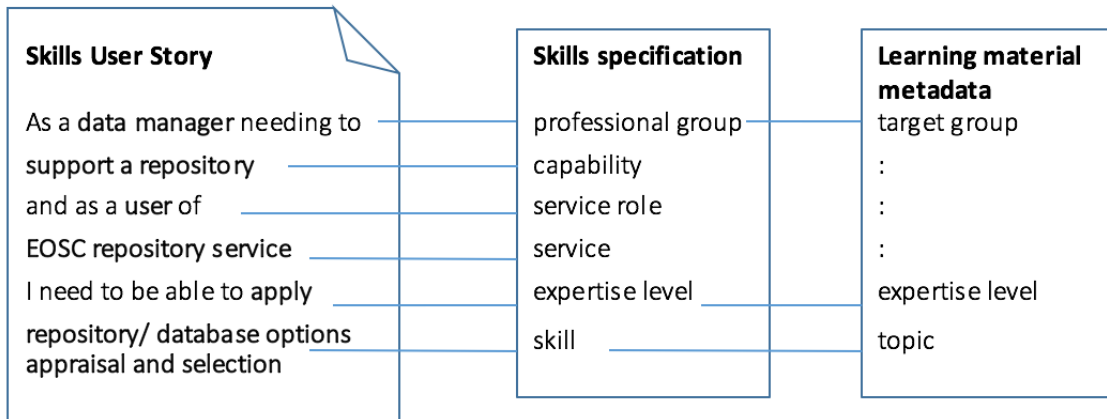 Skills User Story
As a data manager needing to
support a repository
and as a user of
EOSC repository service
I need to be able to apply
repository/ database options
appraisal and selection
Skills specification
professional group
capability
service role
service
expertise level
skill
Learning material
metadata
target group
:
:
:
expertise level
topic